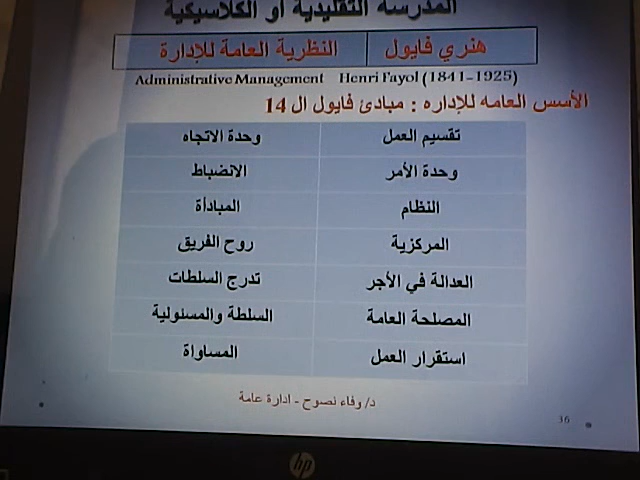 المدرسة التقليدية او الكلاسيكية
هنري فايول النظرية العامة للإدارة
Administrative Management Henri Fayol (1841-1925)
الأسس العامه للإداره : مبادئ فايول ال 14
تقسيم العمل وحدة الاتجاه
وحدة الأمر الانضباط
النظام المبادأة
المركزية روح الفريق
العدالة في الأجر تدرج السلطات
المصلحة العامة السلطة والمسئولية
استقرار العمل المساواة
د/ وفاء نصوح - ادارة عامة
36
hp